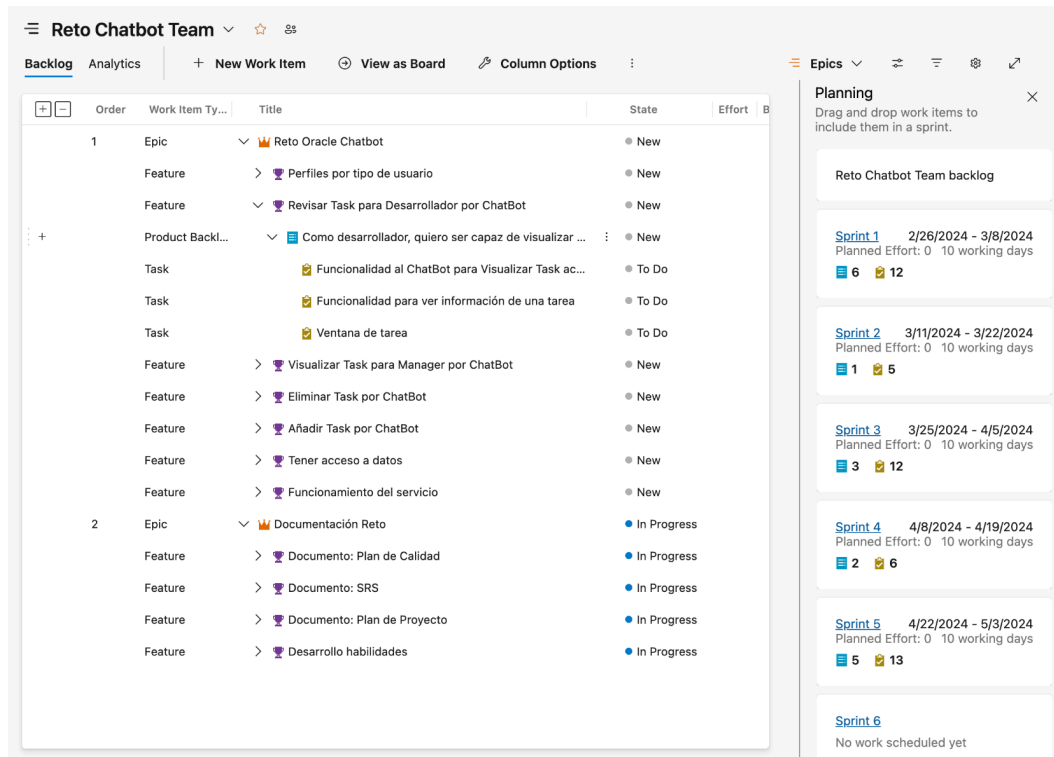 Reto Chatbot Team
Backlog Analytics + New Work Item View as Board Column Options Epics
Order Work Item Ty... Title State Effort B
1 Epic Reto Oracle Chatbot New
Feature Perfiles por tipo de usuario New
Feature Revisar Task para Desarrollador por ChatBot New
+ Product Backl... Como desarrollador, quiero ser capaz de visualizar ... New
Task Funcionalidad al ChatBot para Visualizar Task ac... To Do
Task Funcionalidad para ver información de una tarea To Do
Task Ventana de tarea To Do
Feature Visualizar Task para Manager por ChatBot New
Feature Eliminar Task por ChatBot New
Feature Añadir Task por ChatBot New
Feature Tener acceso a datos New
Feature Funcionamiento del servicio New
2 Epic Documentación Reto In Progress
Feature Documento: Plan de Calidad In Progress
Feature Documento: SRS In Progress
Feature Documento: Plan de Proyecto In Progress
Feature Desarrollo habilidades In Progress
Planning
Drag and drop work items to
include them in a sprint.
Reto Chatbot Team backlog
Sprint 1 2/26/2024 - 3/8/2024
Planned Effort: 0 10 working days
6 12
Sprint 2 3/11/2024 - 3/22/2024
Planned Effort: 0 10 working days
1 5
Sprint 3 3/25/2024 - 4/5/2024
Planned Effort: 0 10 working days
3 12
Sprint 4 4/8/2024 - 4/19/2024
Planned Effort: 0 10 working days
2 6
Sprint 5 4/22/2024 - 5/3/2024
Planned Effort: 0 10 working days
5 13
Sprint 6
No work scheduled yet